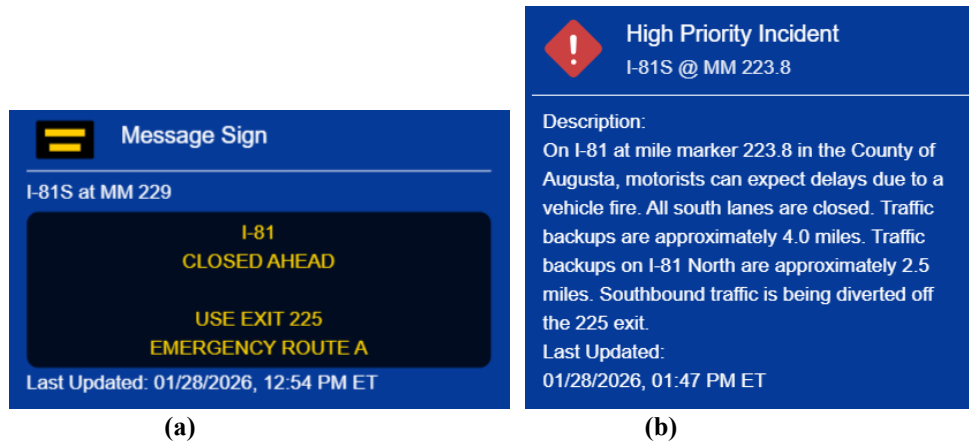 Message Sign
I-81S at MM 229
I-81
CLOSED AHEAD
USE EXIT 225
EMERGENCY ROUTE A
Last Updated: 01/28/2026, 12:54 PM ET
(a)
High Priority Incident
I-81S @ MM 223.8
Description:
On I-81 at mile marker 223.8 in the County of
Augusta, motorists can expect delays due to a
vehicle fire. All south lanes are closed. Traffic
backups are approximately 4.0 miles. Traffic
backups on I-81 North are approximately 2.5
miles. Southbound traffic is being diverted off
the 225 exit.
Last Updated:
01/28/2026, 01:47 PM ET
(b)